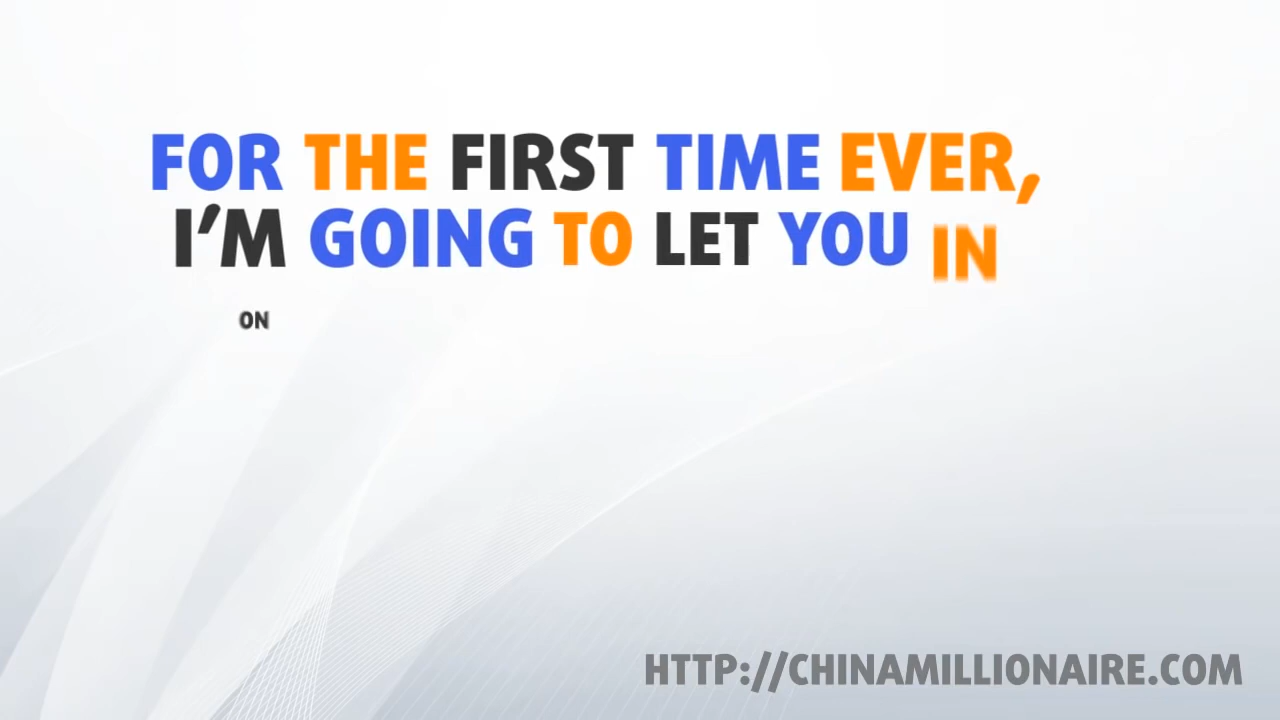 FOR THE FIRST TIME EVER,
I’M GOING TO LET YOU IN
ON
HTTP://CHINAMILLIONAIRE.COM